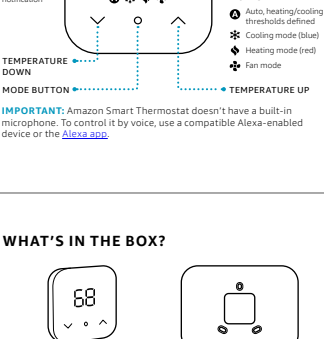 notification
Auto, heating/cooling
thresholds defined
Cooling mode (blue)
Heating mode (red)
Fan mode
TEMPERATURE
DOWN
MODE BUTTON
TEMPERATURE UP
IMPORTANT: Amazon Smart Thermostat doesn't have a built-in
microphone. To control it by voice, use a compatible Alexa-enabled
device or the Alexa app.
WHAT'S IN THE BOX?
68